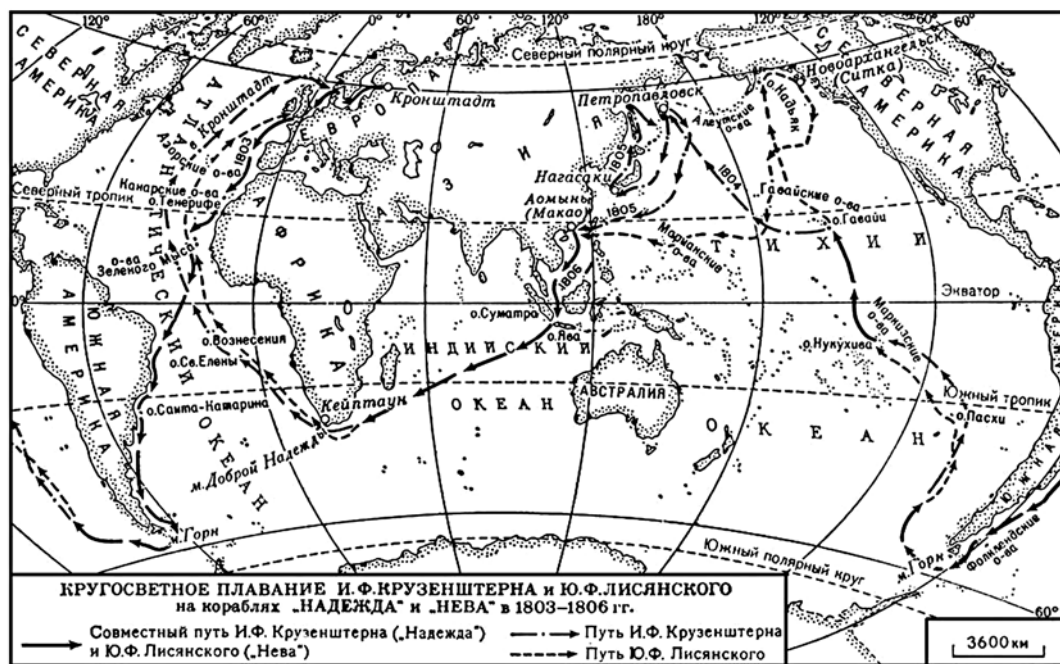 120°
60°
0°
60°
120°
180°
120°
60°
60°
Северный полярный круг
СЕВЕРНАЯ
АМЕРИКА
АТЛАНТИЧЕСКИЙ ОКЕАН
Кронштадт
Кронштадт
ЕВРОПА
АЗИЯ
Петропавловск
Алеутские
о-ва
о.Кадьяк
Новоархангельск
(Ситка)
СЕВЕРНАЯ
АМЕРИКА
Азорские о-ва
1803
1805
1804
Нагасаки
Канарские о-ва
о.Тенерифе
Северный тропик
Аомынь
(Макао)
1805
Гавайские о-ва
о.Гавайи
Марианские
о-ва
ТИХИЙ
ОКЕАН
АФРИКА
о-ва
Зеленого Мыса
1806
0°
Экватор
о.Суматра
о.Ява
Маркизские
о-ва
о.Нукухива
ЮЖНАЯ
АМЕРИКА
о.Вознесения
о.Св.Елены
ИНДИЙСКИЙ
ОКЕАН
АВСТРАЛИЯ
Южный тропик
о.Санта-Катарина
Кейптаун
о.Пасхи
м.Доброй Надежды
м.Горн
м.Горн
Фолклендские
о-ва
Южный полярный круг
60°
КРУГОСВЕТНОЕ ПЛАВАНИЕ И.Ф.КРУЗЕНШТЕРНА и Ю.Ф.ЛИСЯНСКОГО
на кораблях „НАДЕЖДА" и „НЕВА" в 1803–1806 гг.
Совместный путь И.Ф. Крузенштерна („Надежда")
и Ю.Ф. Лисянского („Нева")
Путь И.Ф. Крузенштерна
Путь Ю.Ф. Лисянского
3600км